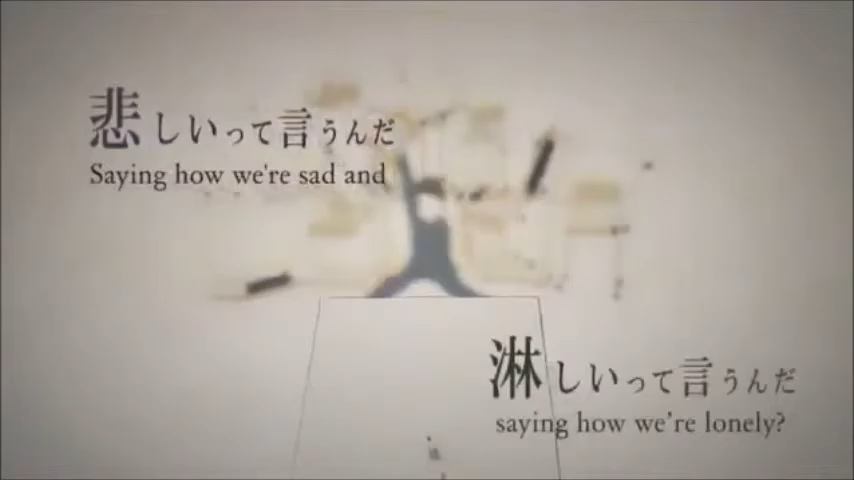 悲しいって言うんだ
Saying how we're sad and
淋しいって言うんだ
saying how we're lonely?